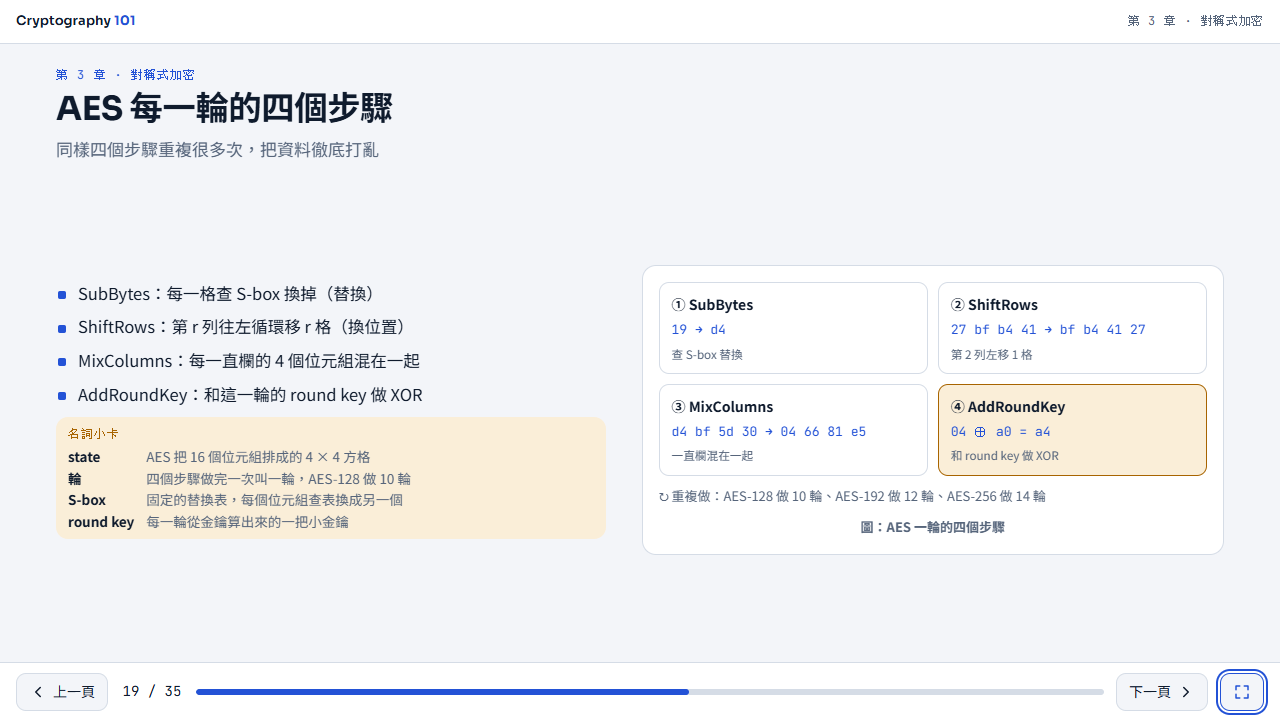 Cryptography 101
第 3 章 · 對稱式加密
第 3 章 · 對稱式加密
AES 每一輪的四個步驟
同樣四個步驟重複很多次，把資料徹底打亂
SubBytes：每一格查 S-box 換掉（替換）
ShiftRows：第 r 列往左循環移 r 格（換位置）
MixColumns：每一直欄的 4 個位元組混在一起
AddRoundKey：和這一輪的 round key 做 XOR
名詞小卡
state AES 把 16 個位元組排成的 4 × 4 方格
輪 四個步驟做完一次叫一輪，AES-128 做 10 輪
S-box 固定的替換表，每個位元組查表換成另一個
round key 每一輪從金鑰算出來的一把小金鑰
① SubBytes
19 → d4
查 S-box 替換
② ShiftRows
27 bf b4 41 → bf b4 41 27
第 2 列左移 1 格
③ MixColumns
d4 bf 5d 30 → 04 66 81 e5
一直欄混在一起
④ AddRoundKey
04 ⊕ a0 = a4
和 round key 做 XOR
↻ 重複做：AES-128 做 10 輪、AES-192 做 12 輪、AES-256 做 14 輪
圖：AES 一輪的四個步驟
上一頁
19 / 35
下一頁